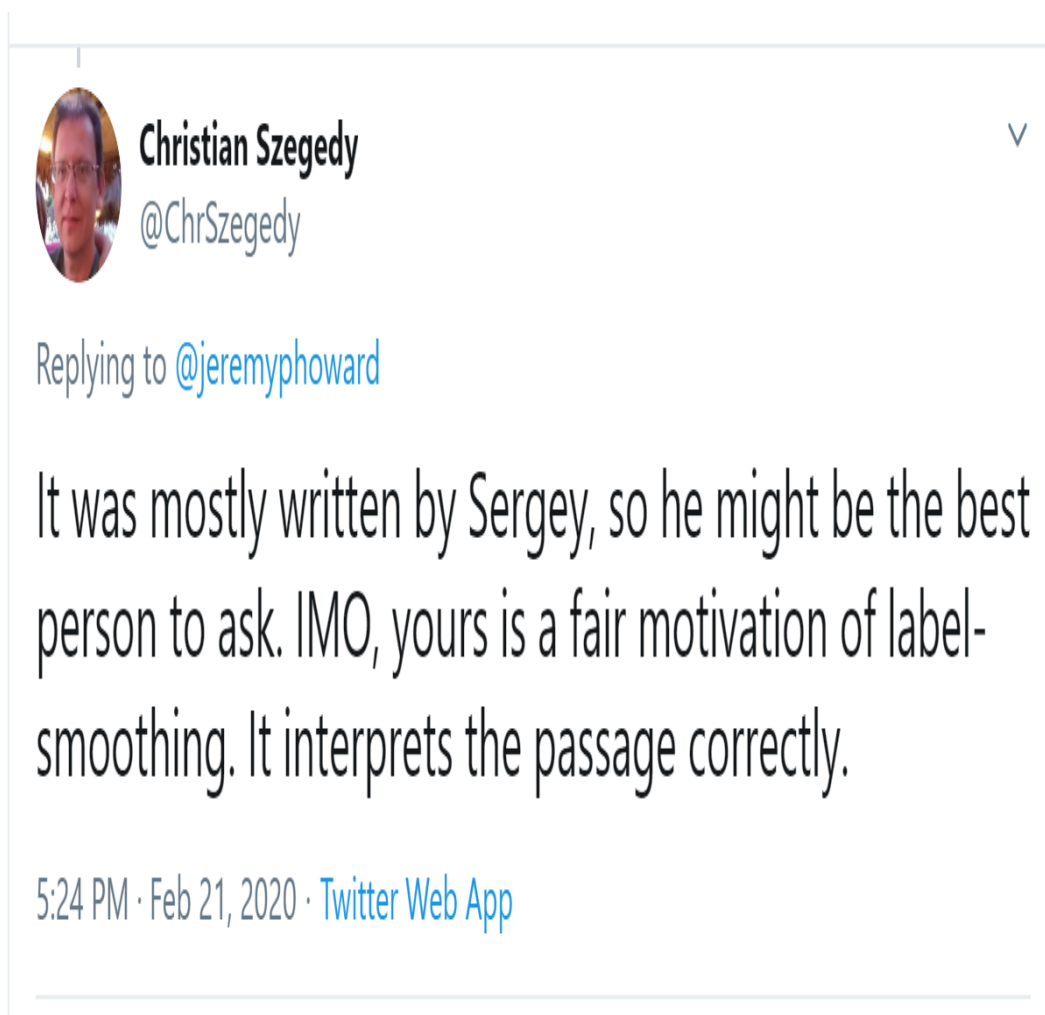 Christian Szegedy
@ChrSzegedy
Replying to @jeremyphoward
It was mostly written by Sergey, so he might be the best
person to ask. IMO, yours is a fair motivation of label-
smoothing. It interprets the passage correctly.
5:24 PM · Feb 21, 2020 · Twitter Web App